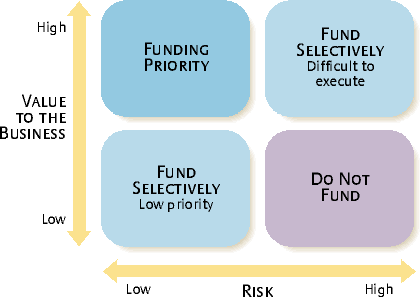 High
VALUE
TO THE
BUSINESS
Low
FUNDING
PRIORITY
FUND
SELECTIVELY
Difficult to
execute
FUND
SELECTIVELY
Low priority
DO NOT
FUND
Low
RISK
High